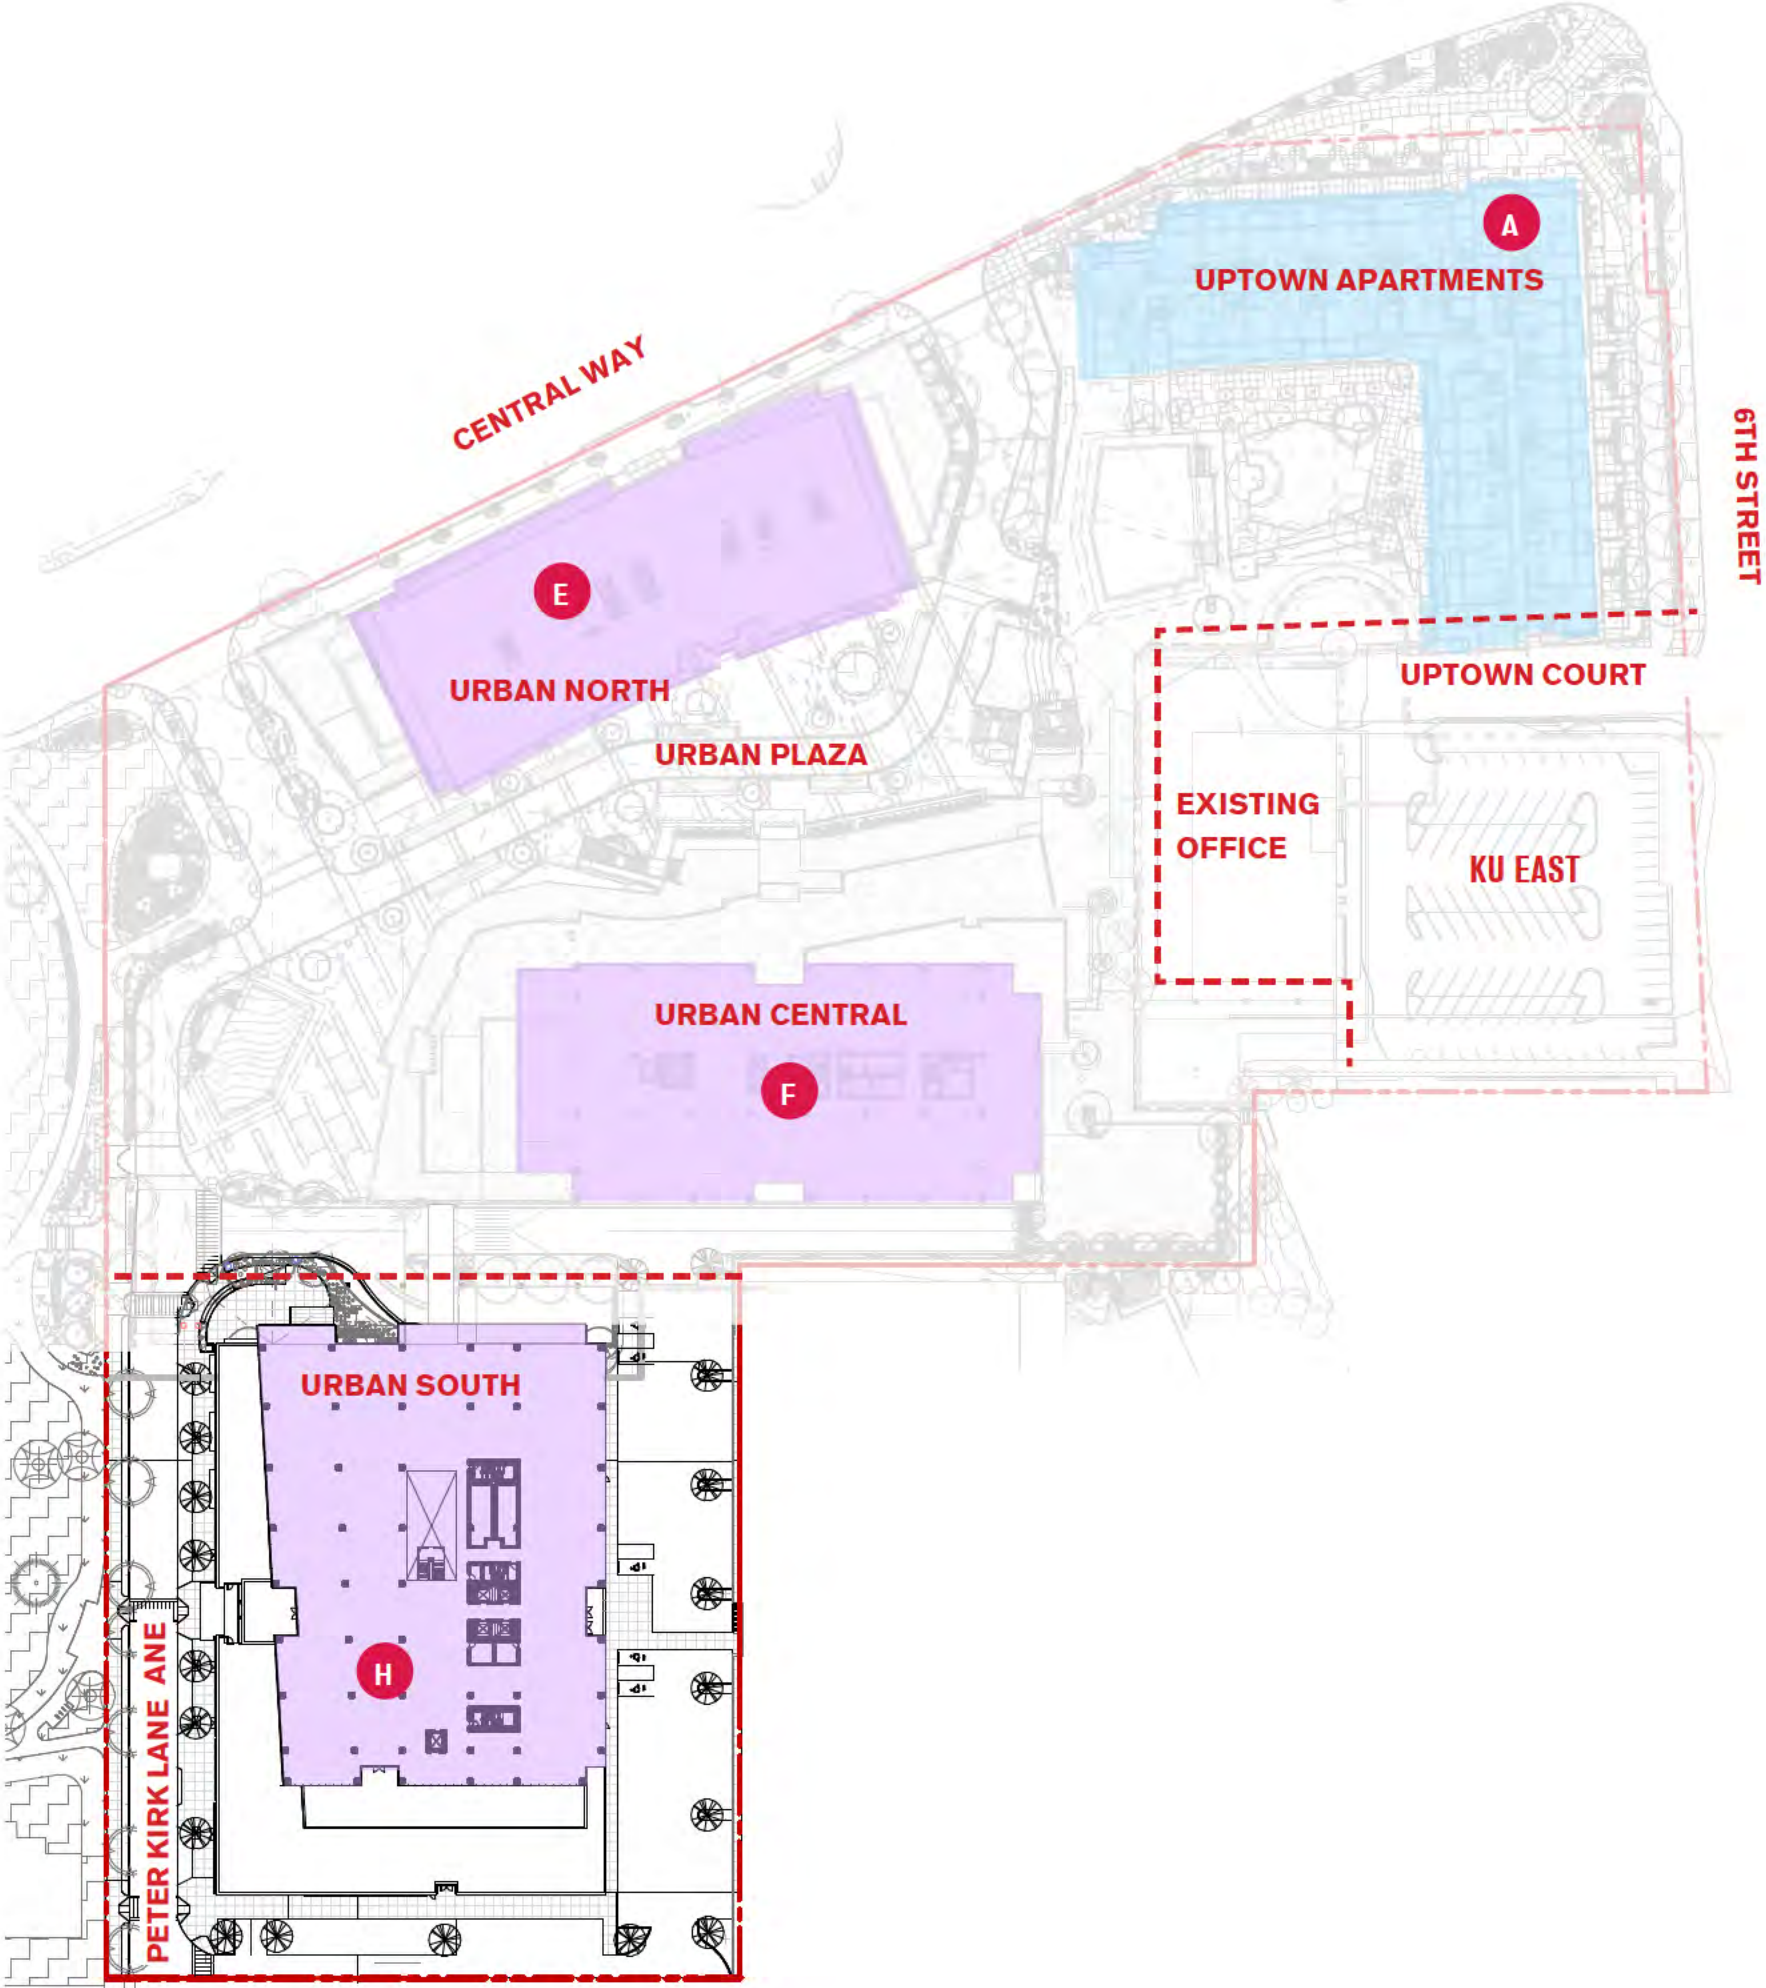 A
UPTOWN APARTMENTS
CENTRAL WAY
6TH STREET
E
URBAN NORTH
UPTOWN COURT
URBAN PLAZA
EXISTING
OFFICE
KU EAST
URBAN CENTRAL
F
URBAN SOUTH
H
PETER KIRK LANE ANE